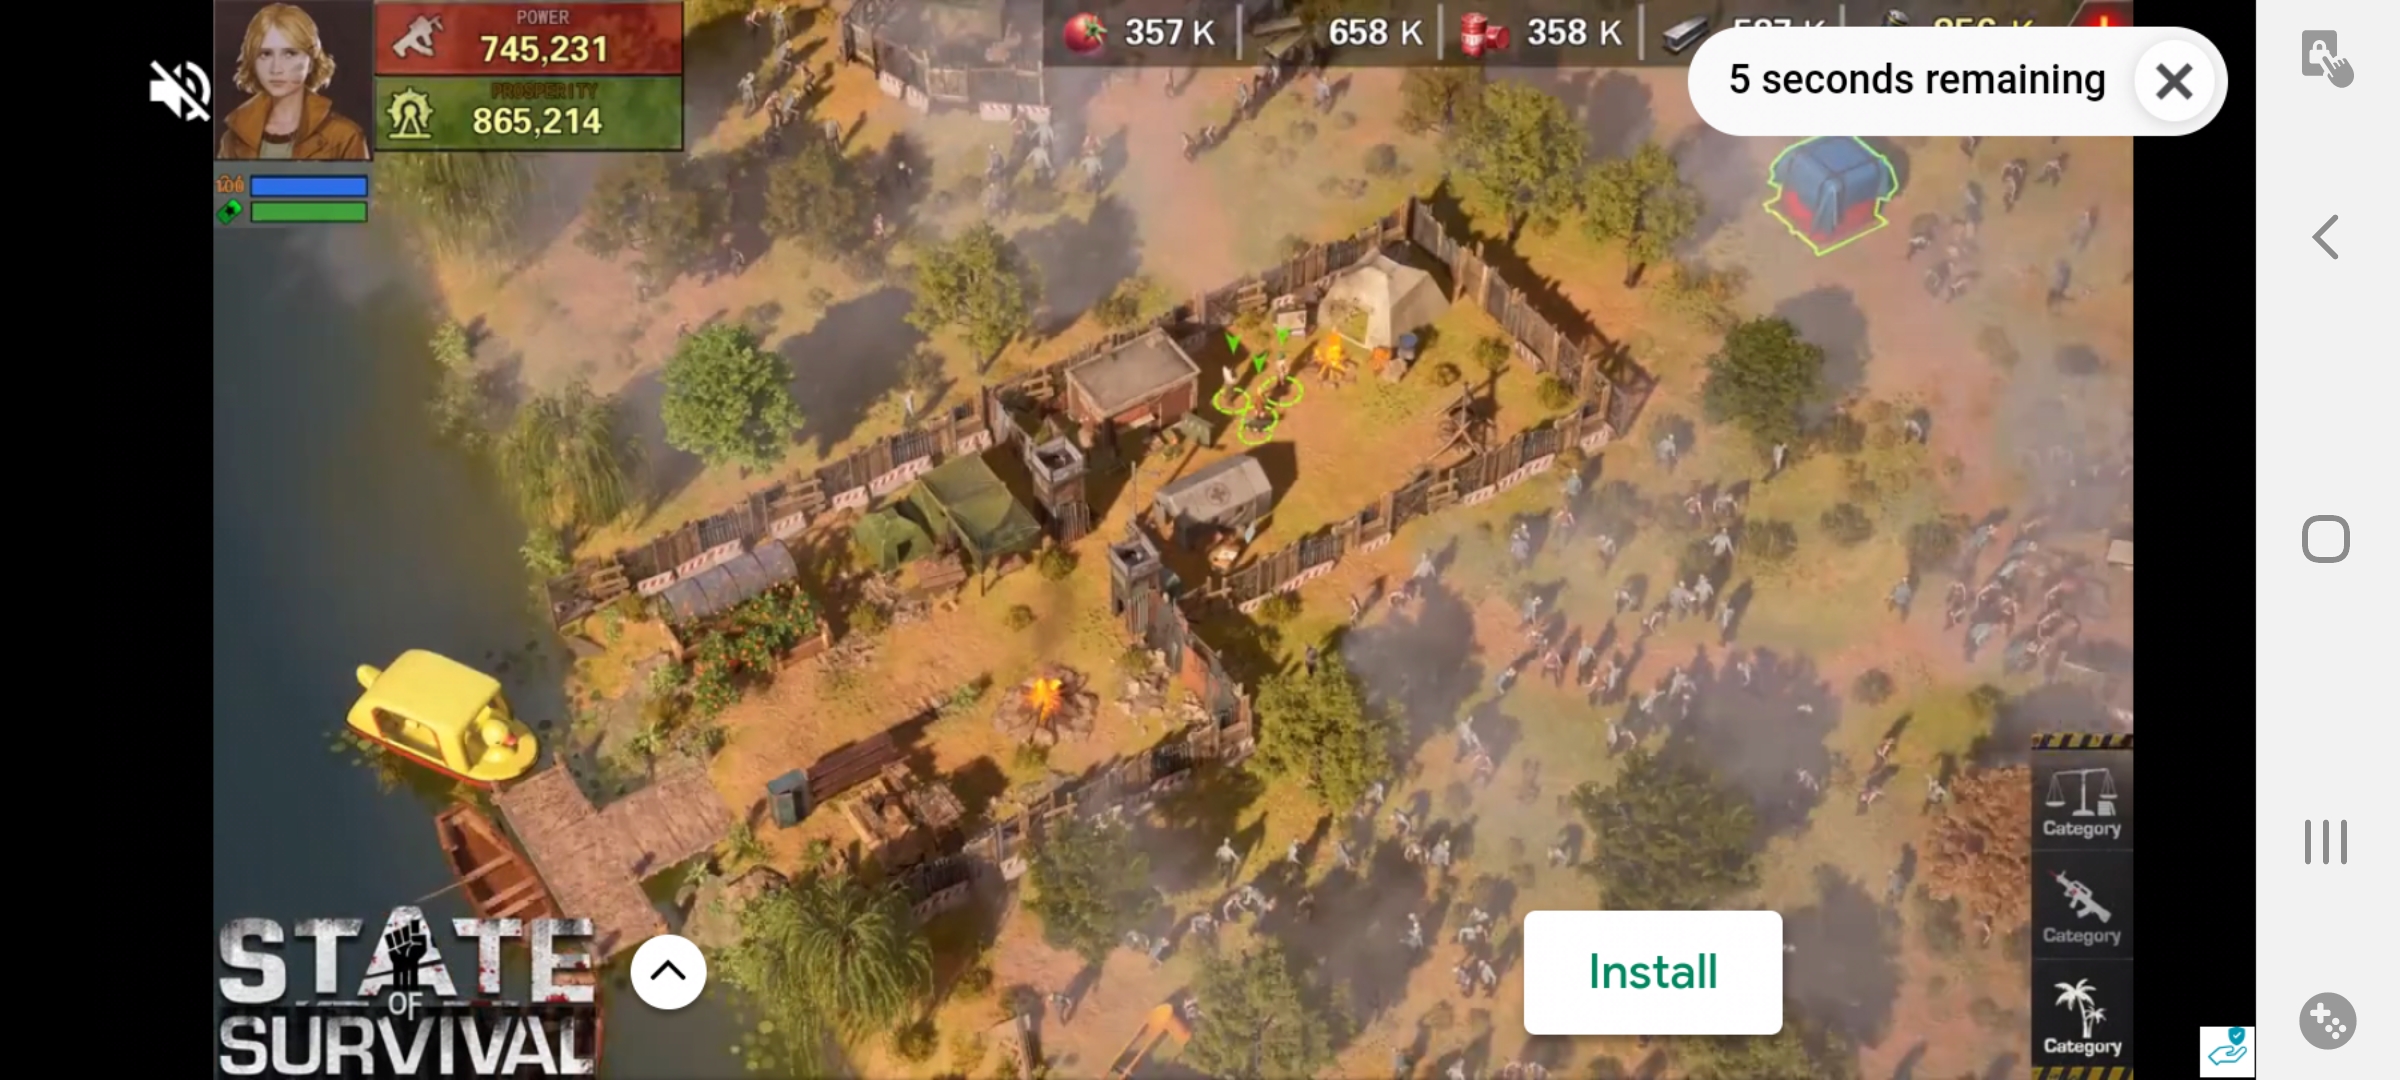 POWER
745,231
PROSPERITY
865,214
100
357 K
658 K
358 K
5 seconds remaining
Category
Category
Category
STATE
OF
SURVIVAL
Install